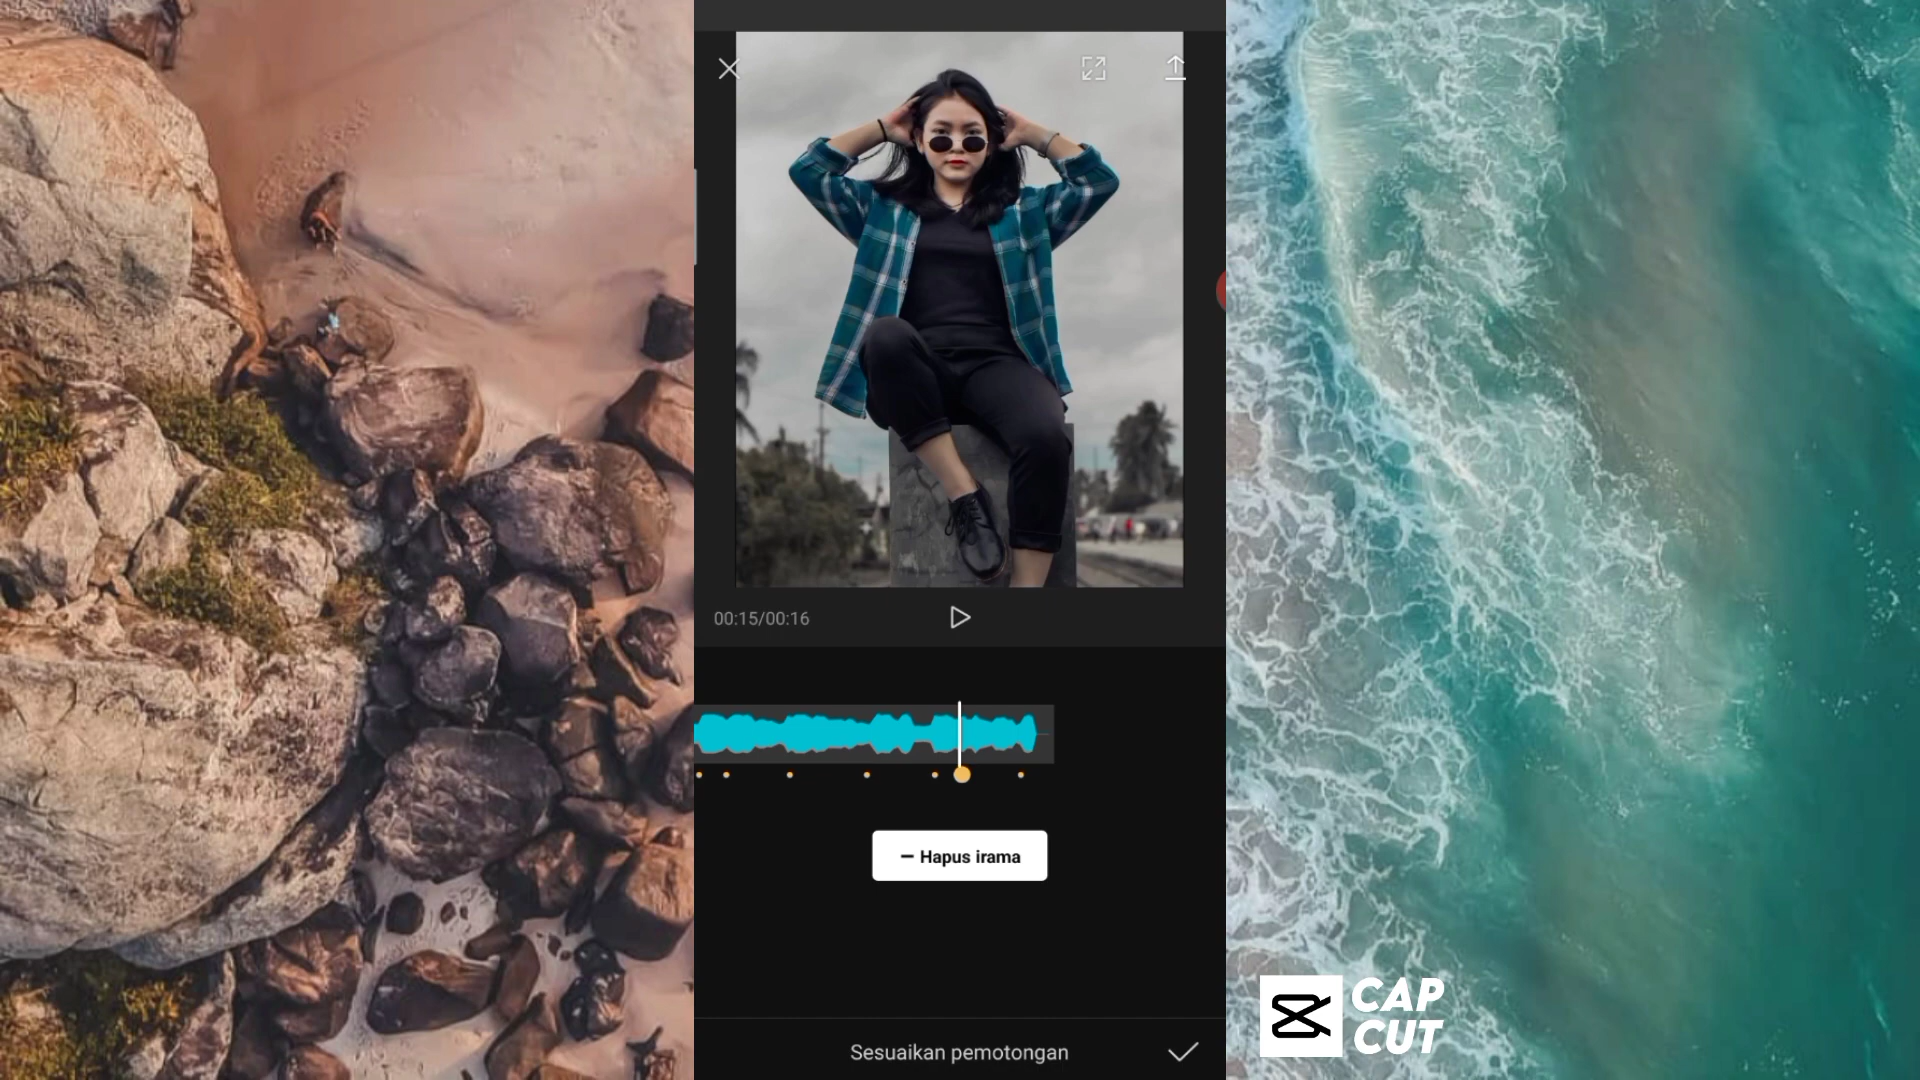 00:15/00:16
− Hapus irama
Sesuaikan pemotongan
CAP
CUT